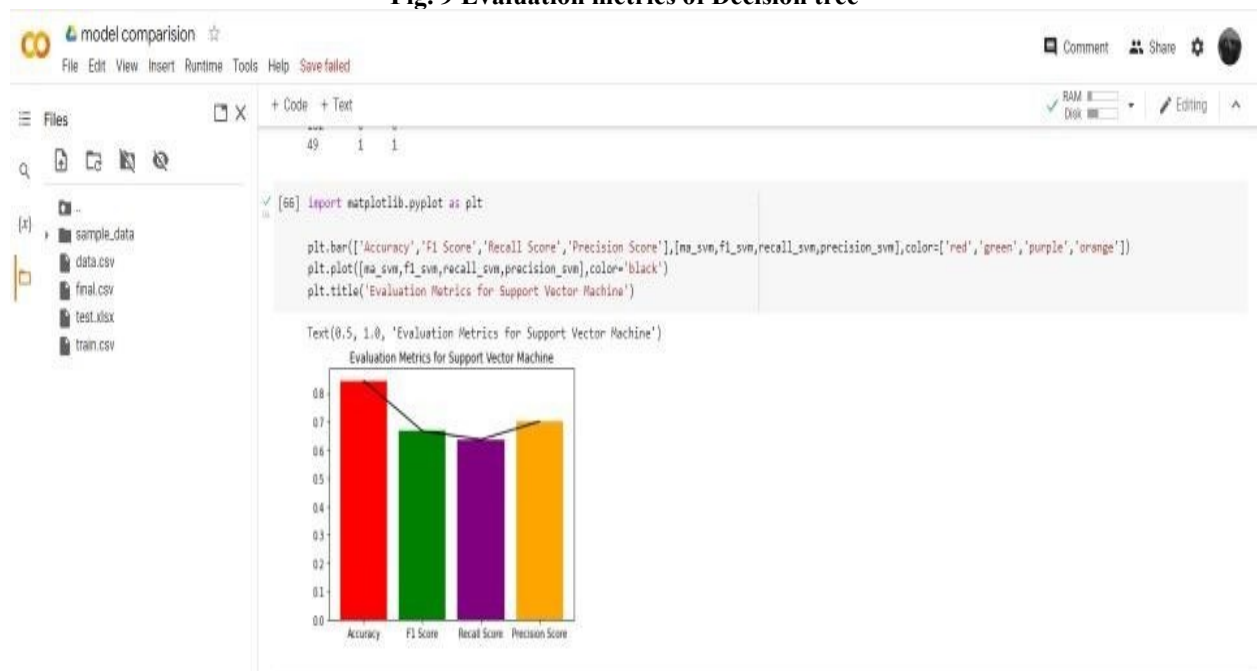 Fig. 9 Evaluation metrics of Decision tree
model comparision
Comment Share
File Edit View Insert Runtime Tools Help Save failed
Files
+ Code + Text
RAM
Disk
Editing
49 1 1
..
sample_data
data.csv
final.csv
test.xlsx
train.csv
{x}
[66] import matplotlib.pyplot as plt
plt.bar(['Accuracy','F1 Score','Recall Score','Precision Score'],[ma_svm,f1_svm,recall_svm,precision_svm],color=['red','green','purple','orange'])
plt.plot([ma_svm,f1_svm,recall_svm,precision_svm],color='black')
plt.title('Evaluation Metrics for Support Vector Machine')
Text(0.5, 1.0, 'Evaluation Metrics for Support Vector Machine')
Evaluation Metrics for Support Vector Machine
0.8
0.7
0.6
0.5
0.4
0.3
0.2
0.1
0.0
Accuracy F1 Score Recall Score Precision Score